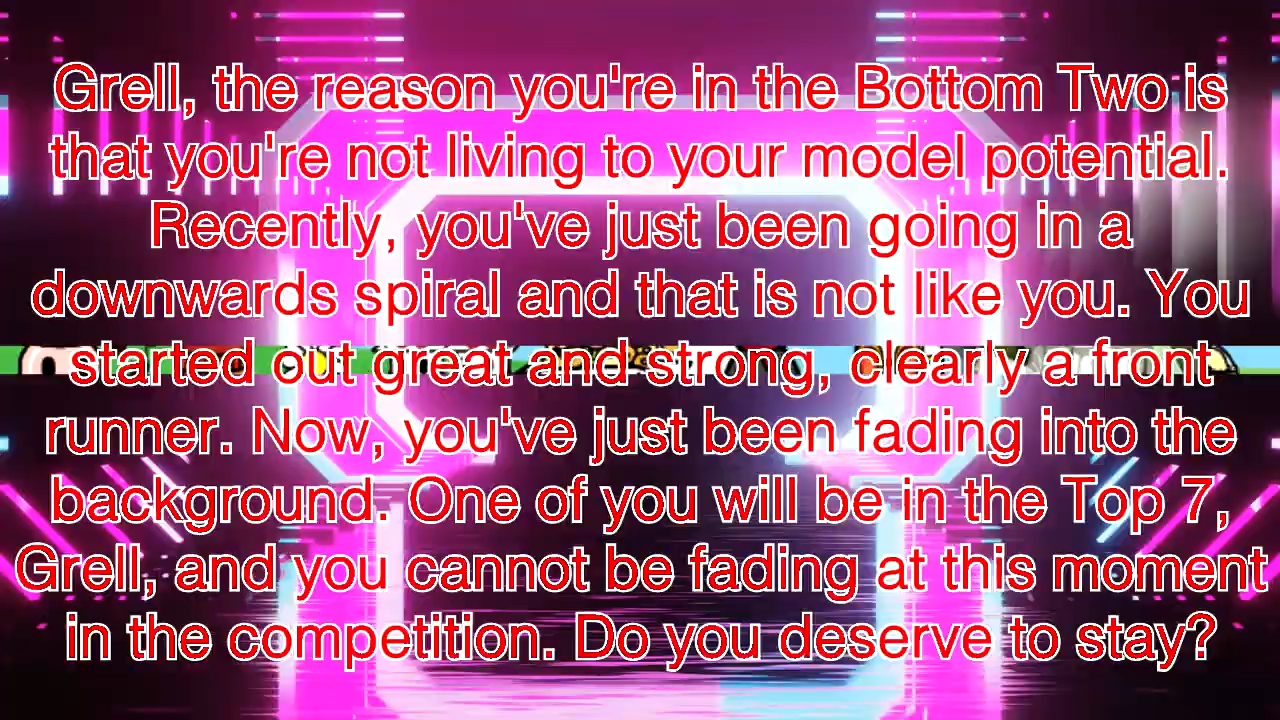 Grell, the reason you're in the Bottom Two is
that you're not living to your model potential.
Recently, you've just been going in a
downwards spiral and that is not like you. You
started out great and strong, clearly a front
runner. Now, you've just been fading into the
background. One of you will be in the Top 7,
Grell, and you cannot be fading at this moment
in the competition. Do you deserve to stay?